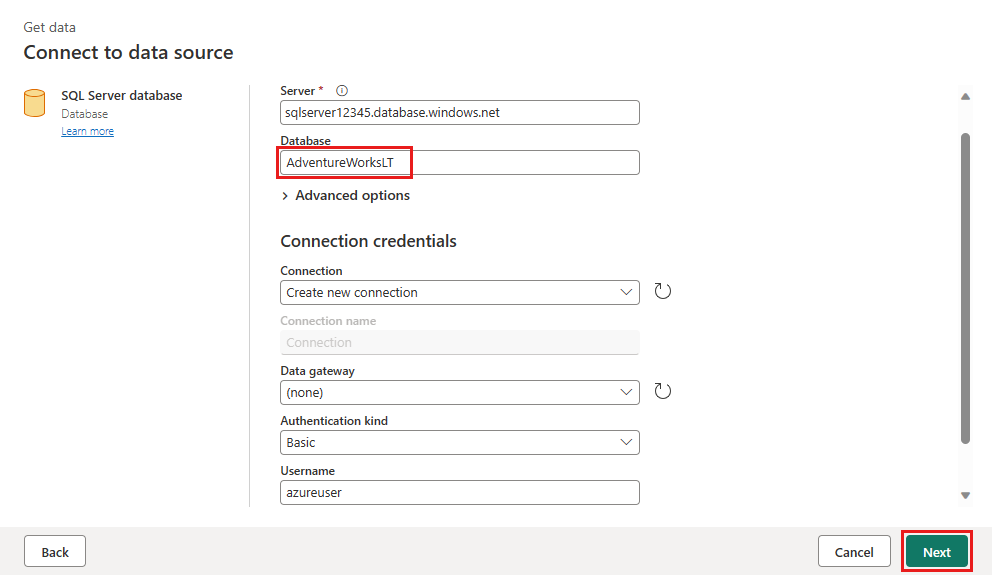 Get data
Connect to data source
SQL Server database
Database
Learn more
Server *
sqlserver12345.database.windows.net
Database
AdventureWorksLT
Advanced options
Connection credentials
Connection
Create new connection
Connection name
Connection
Data gateway
(none)
Authentication kind
Basic
Username
azureuser
Back
Cancel
Next